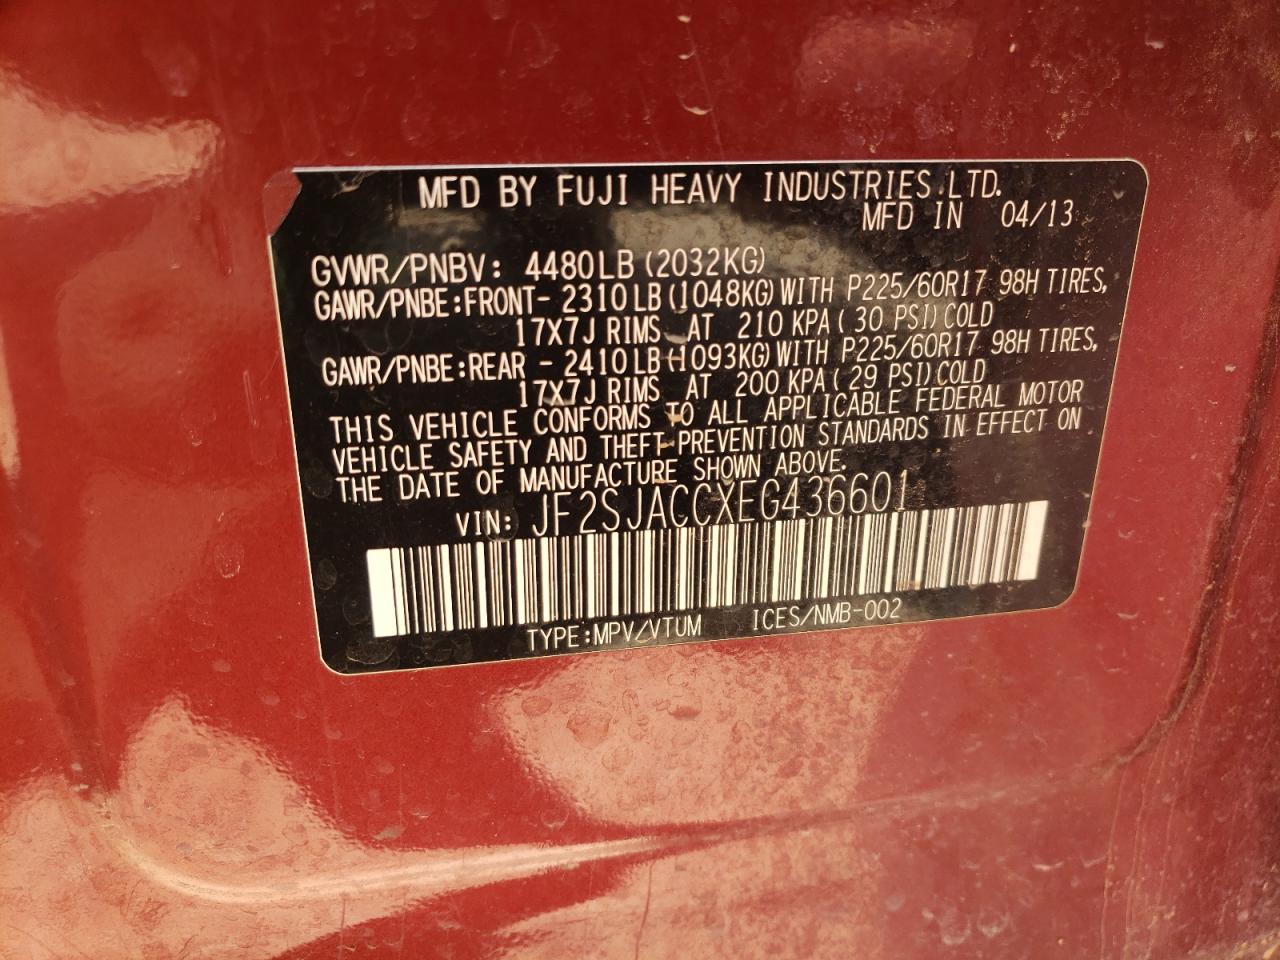 MFD BY FUJI HEAVY INDUSTRIES.LTD.
MFD IN 04/13
GVWR/PNBV: 4480LB (2032KG)
GAWR/PNBE:FRONT- 2310LB(1048KG)WITH P225/60R17 98H TIRES,
17X7J RIMS AT 210 KPA( 30 PSI)COLD
GAWR/PNBE:REAR - 2410LB(1093KG)WITH P225/60R17 98H TIRES,
17X7J RIMS AT 200 KPA( 29 PSI)COLD
THIS VEHICLE CONFORMS TO ALL APPLICABLE FEDERAL MOTOR
VEHICLE SAFETY AND THEFT PREVENTION STANDARDS IN EFFECT ON
THE DATE OF MANUFACTURE SHOWN ABOVE.
VIN: JF2SJACCXEG436601
TYPE:MPV/VTUM ICES/NMB-002